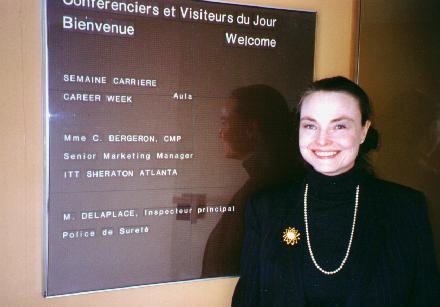 Conférenciers et Visiteurs du Jour
Bienvenue Welcome
SEMAINE CARRIERE
CAREER WEEK Aula
Mme C. BERGERON, CMP
Senior Marketing Manager
ITT SHERATON ATLANTA
M. DELAPLACE, Inspecteur principal
Police de Sureté